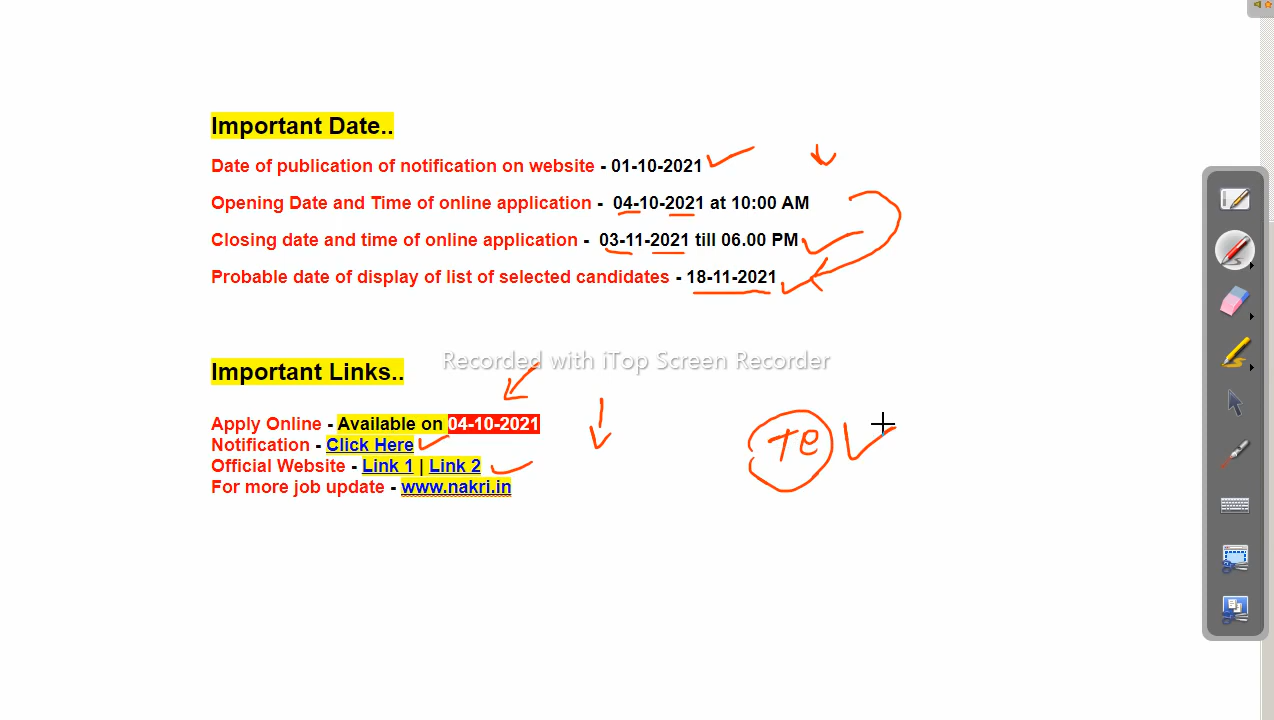 Important Date..
Date of publication of notification on website - 01-10-2021
Opening Date and Time of online application - 04-10-2021 at 10:00 AM
Closing date and time of online application - 03-11-2021 till 06.00 PM
Probable date of display of list of selected candidates - 18-11-2021
Recorded with iTop Screen Recorder
Important Links..
Apply Online - Available on 04-10-2021
Notification - Click Here
Official Website - Link 1 | Link 2
For more job update - www.nakri.in
Te